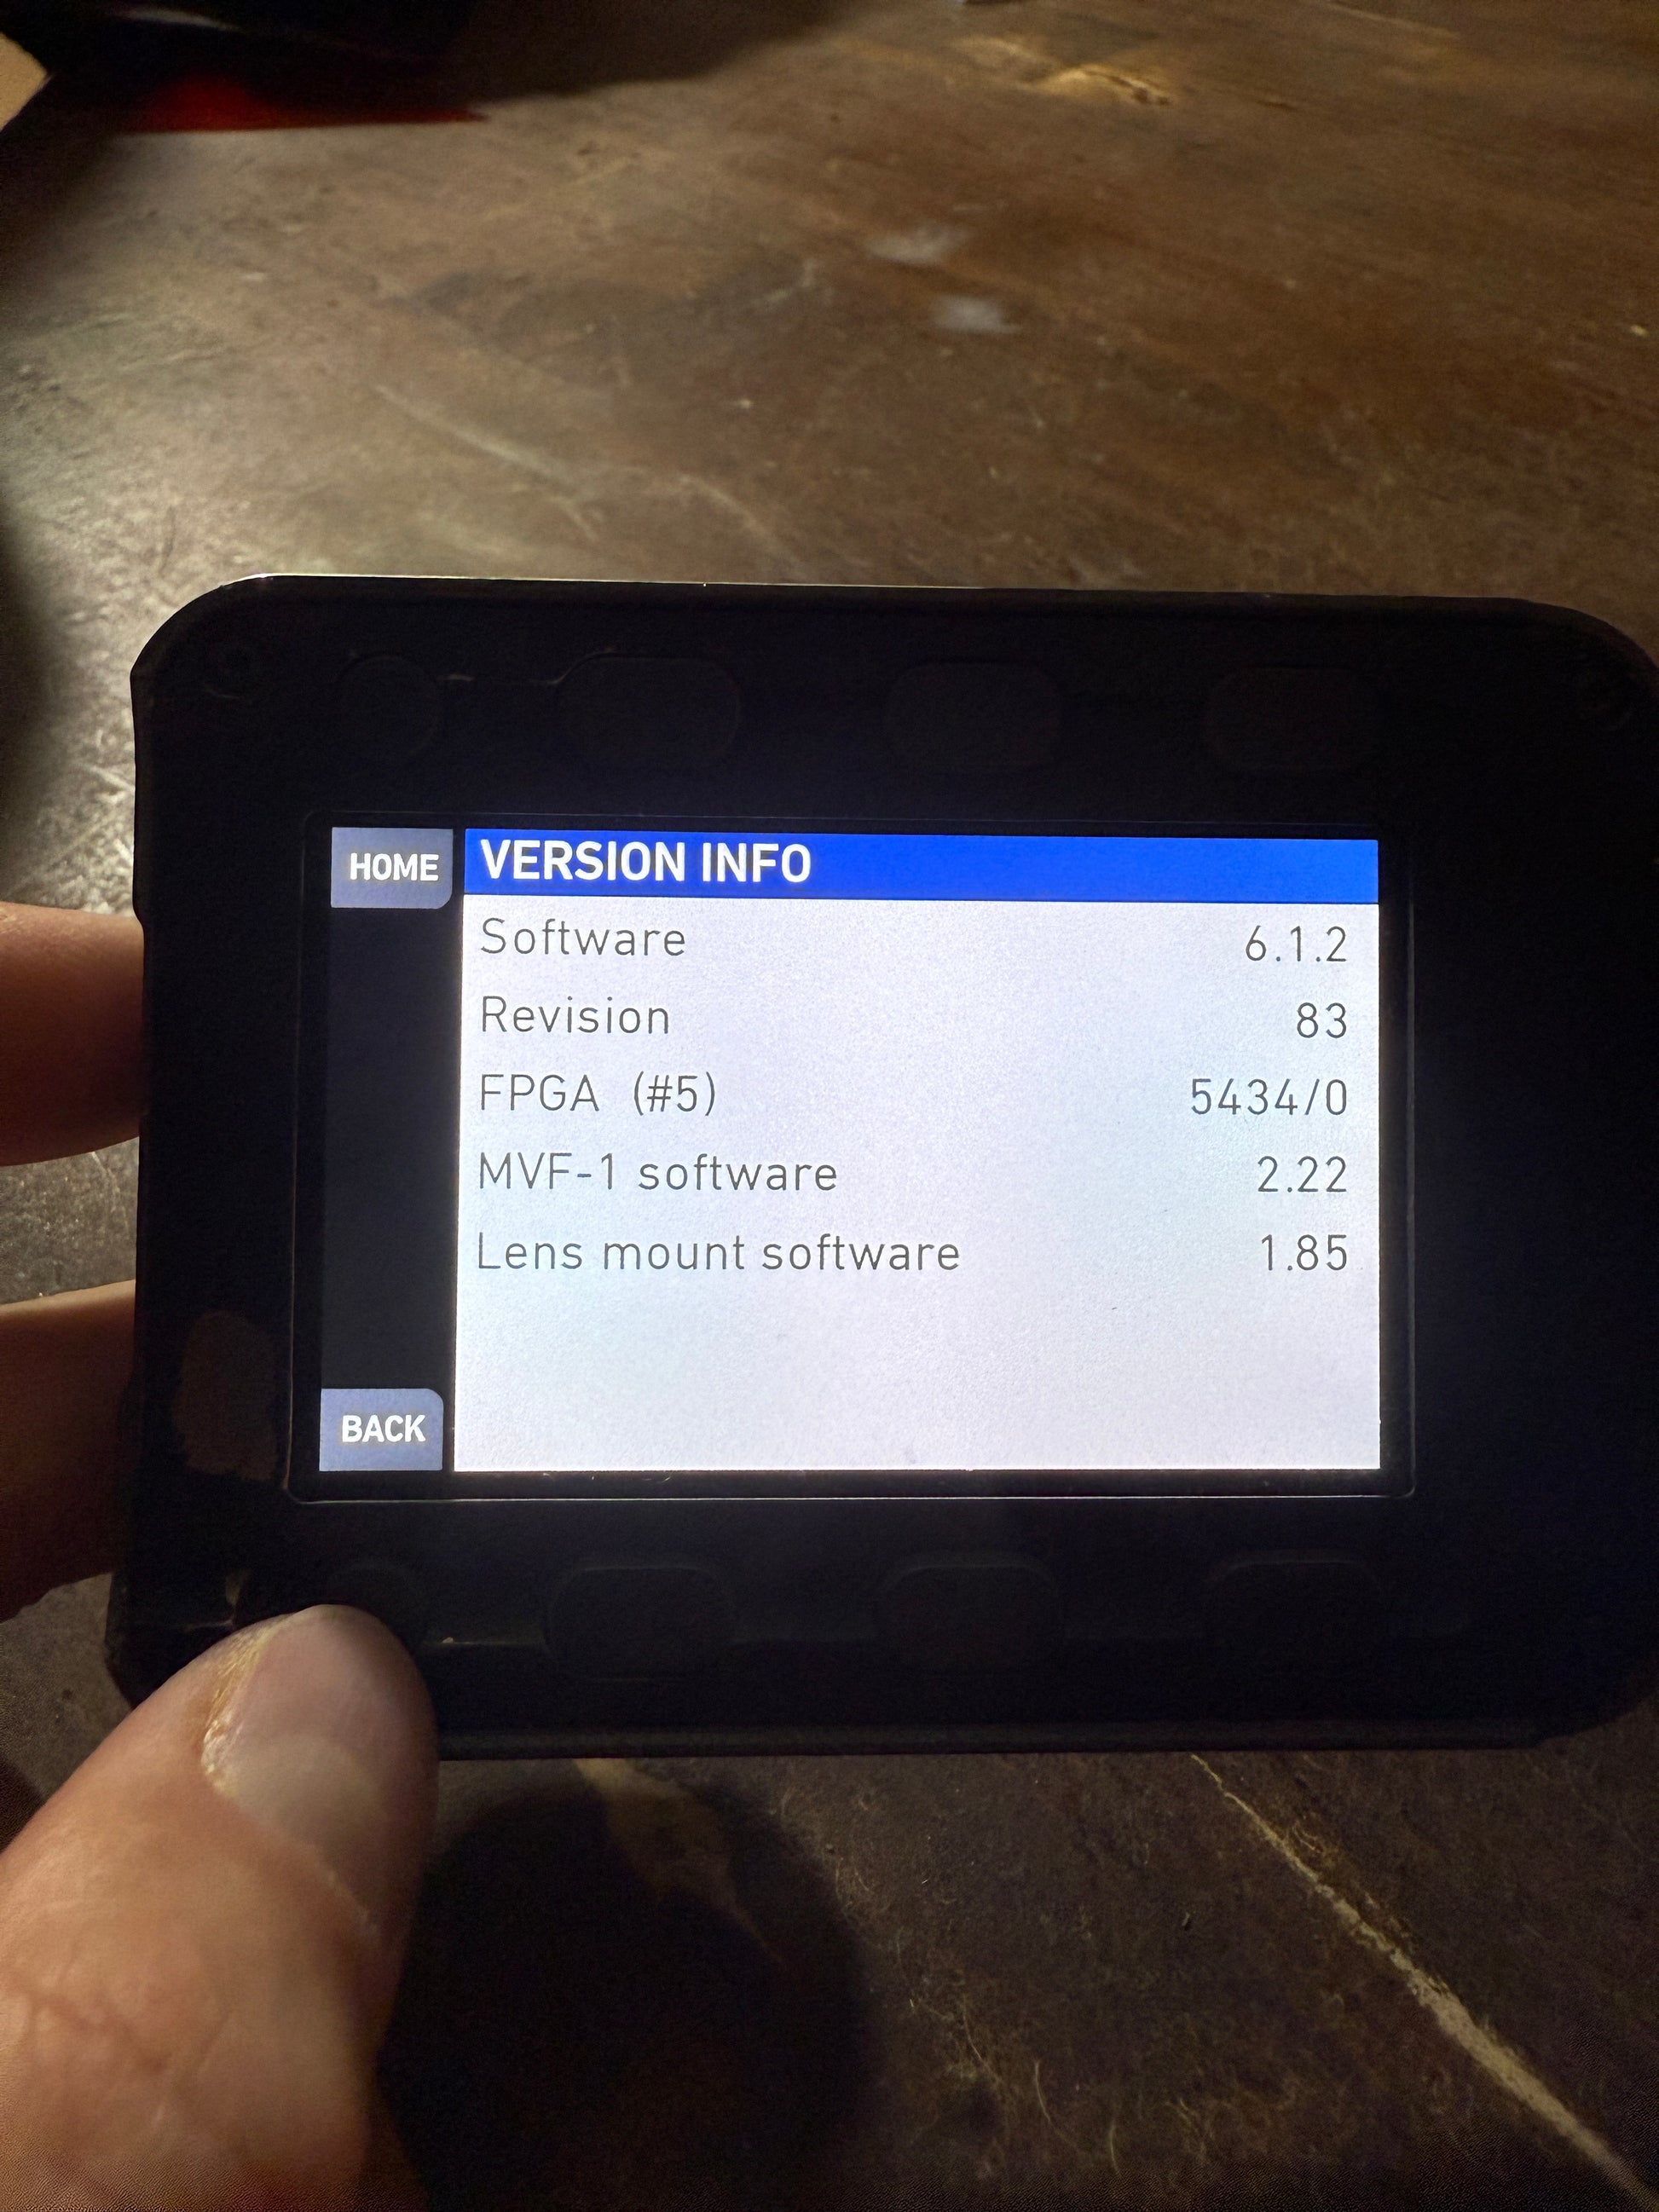 HOME
VERSION INFO
Software 6.1.2
Revision 83
FPGA (#5) 5434/0
MVF-1 software 2.22
Lens mount software 1.85
BACK